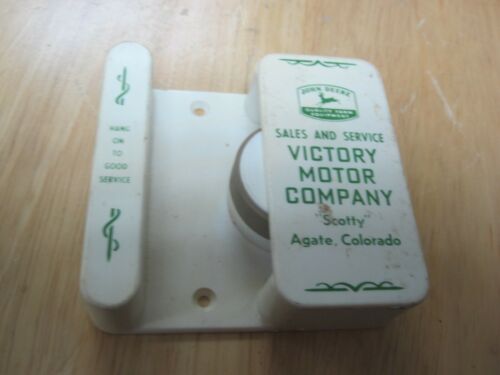 HANG
ON
TO
GOOD
SERVICE
JOHN DEERE
QUALITY FARM
EQUIPMENT
SALES AND SERVICE
VICTORY
MOTOR
COMPANY
"Scotty"
Agate, Colorado